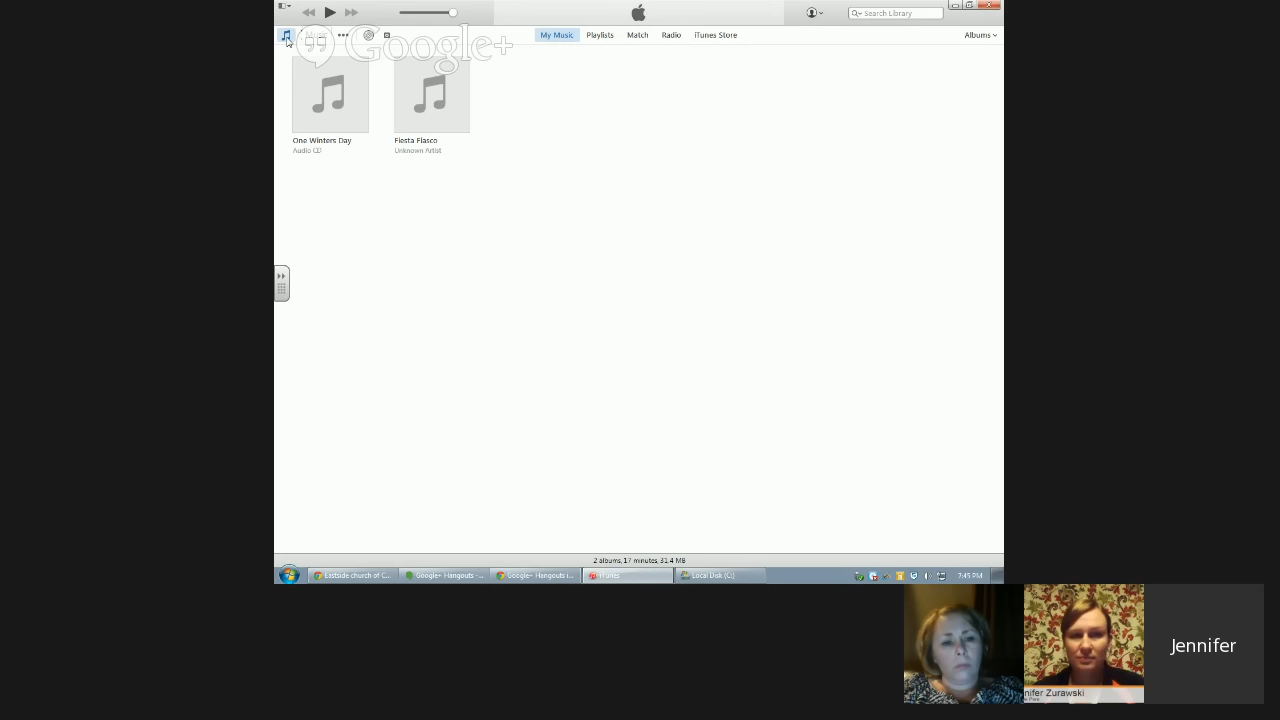 Search Library
Google+
My Music Playlists Match Radio iTunes Store
Albums
One Winters Day
Audio CD
Fiesta Fiasco
Unknown Artist
2 albums, 17 minutes, 31.4 MB
Eastside church of C... Google+ Hangouts -... Google+ Hangouts i... iTunes Local Disk (C:) 7:45 PM
Jennifer
nnifer Zurawski